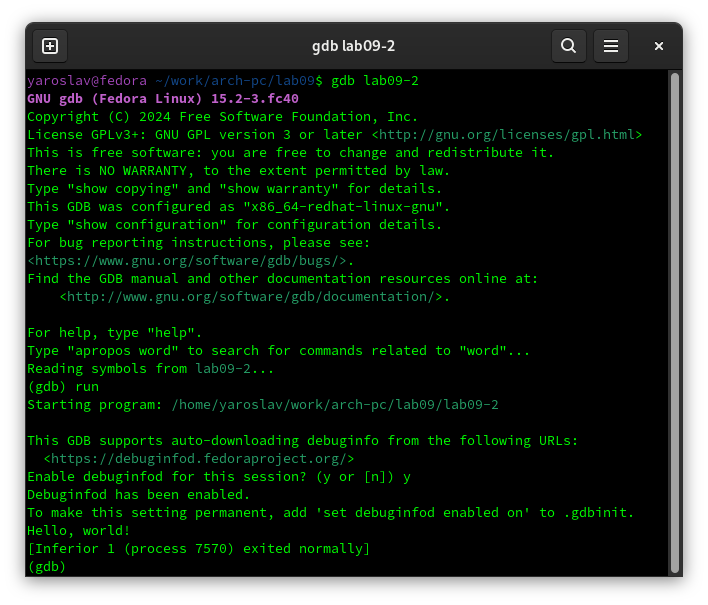 gdb lab09-2
yaroslav@fedora ~/work/arch-pc/lab09$ gdb lab09-2
GNU gdb (Fedora Linux) 15.2-3.fc40
Copyright (C) 2024 Free Software Foundation, Inc.
License GPLv3+: GNU GPL version 3 or later <http://gnu.org/licenses/gpl.html>
This is free software: you are free to change and redistribute it.
There is NO WARRANTY, to the extent permitted by law.
Type "show copying" and "show warranty" for details.
This GDB was configured as "x86_64-redhat-linux-gnu".
Type "show configuration" for configuration details.
For bug reporting instructions, please see:
<https://www.gnu.org/software/gdb/bugs/>.
Find the GDB manual and other documentation resources online at:
    <http://www.gnu.org/software/gdb/documentation/>.

For help, type "help".
Type "apropos word" to search for commands related to "word"...
Reading symbols from lab09-2...
(gdb) run
Starting program: /home/yaroslav/work/arch-pc/lab09/lab09-2

This GDB supports auto-downloading debuginfo from the following URLs:
  <https://debuginfod.fedoraproject.org/>
Enable debuginfod for this session? (y or [n]) y
Debuginfod has been enabled.
To make this setting permanent, add 'set debuginfod enabled on' to .gdbinit.
Hello, world!
[Inferior 1 (process 7570) exited normally]
(gdb)